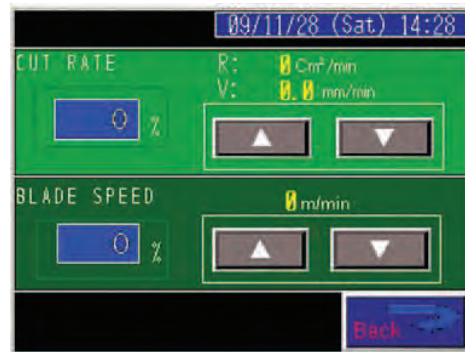 09/11/28 (Sat) 14:28
CUT RATE
R: 0 Cm²/min
V: 0.0 mm/min
0 %
BLADE SPEED
0 m/min
0 %
Back